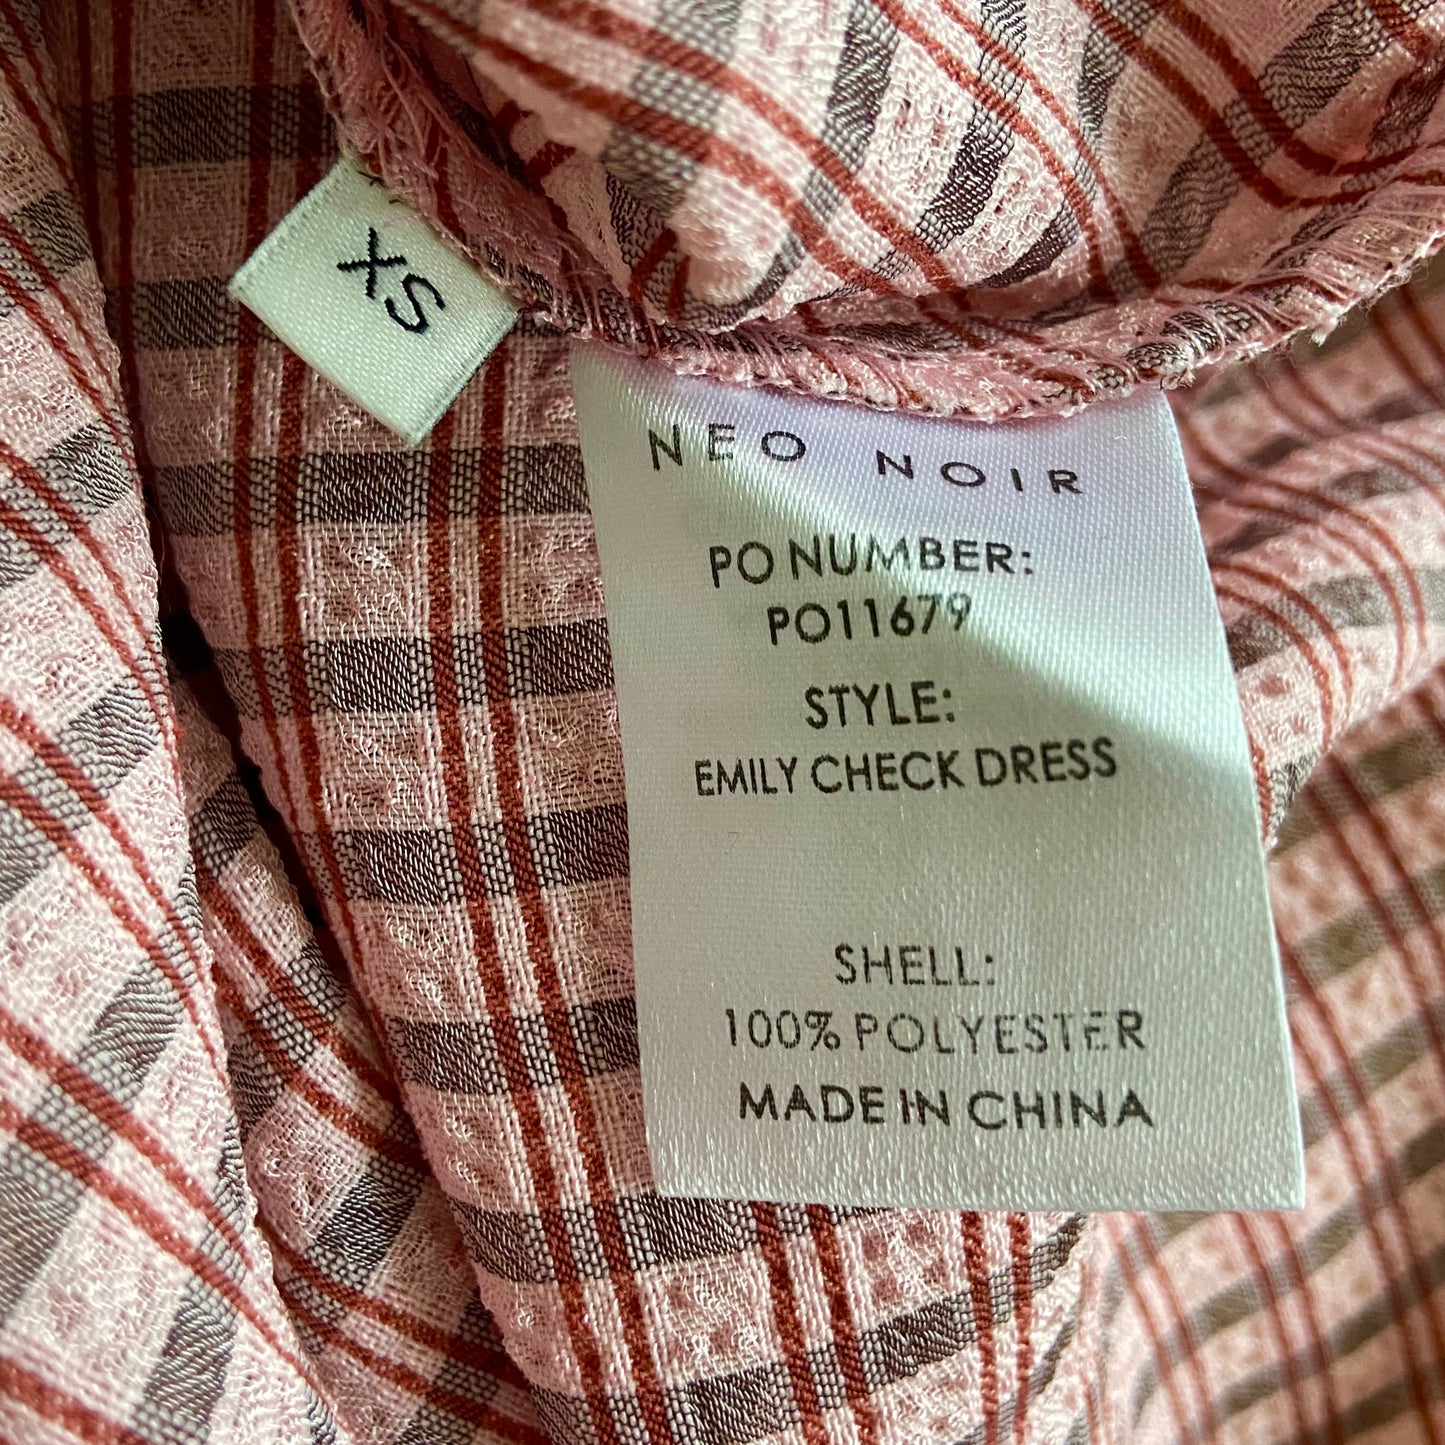 XS
NEO NOIR
PO NUMBER:
PO11679
STYLE:
EMILY CHECK DRESS
SHELL:
100% POLYESTER
MADE IN CHINA